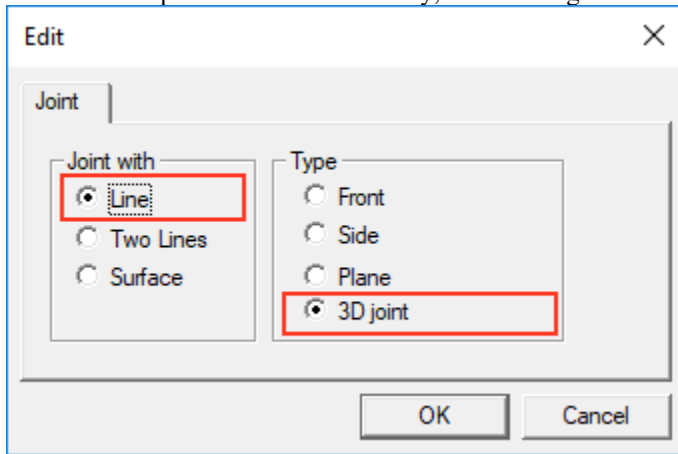 Edit
Joint
Joint with
Line
Two Lines
Surface
Type
Front
Side
Plane
3D joint
OK
Cancel